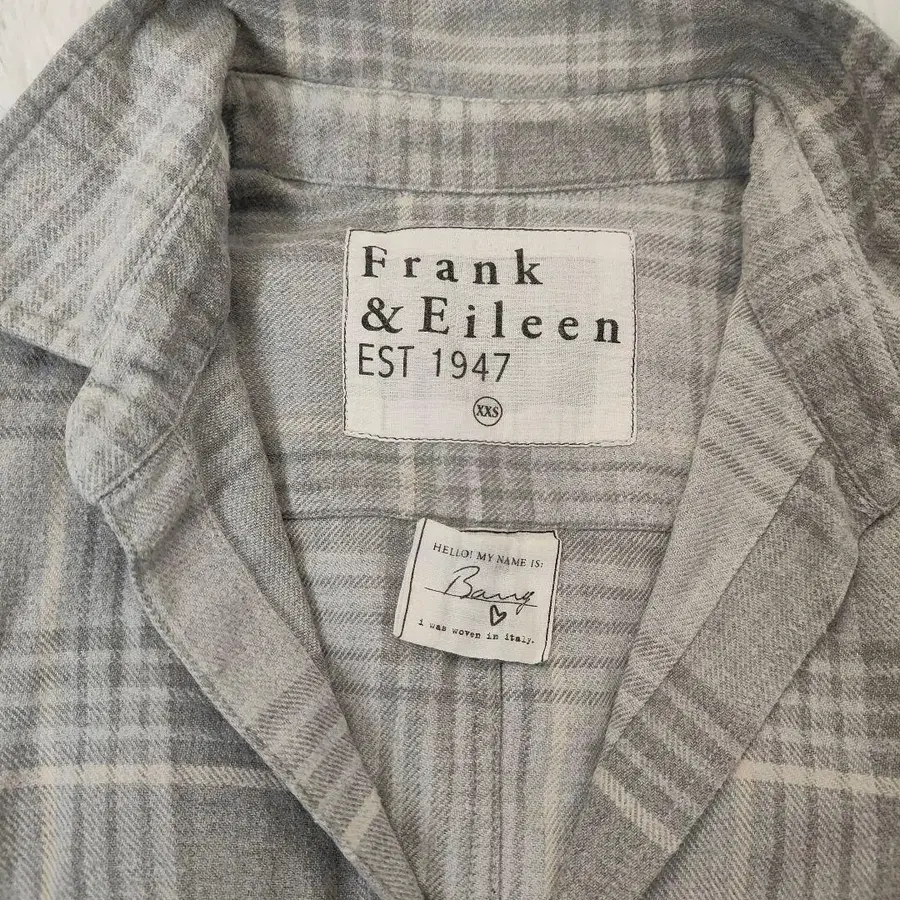 Frank
& Eileen
EST 1947
XXS
HELLO! MY NAME IS:
Barry
i was woven in italy.